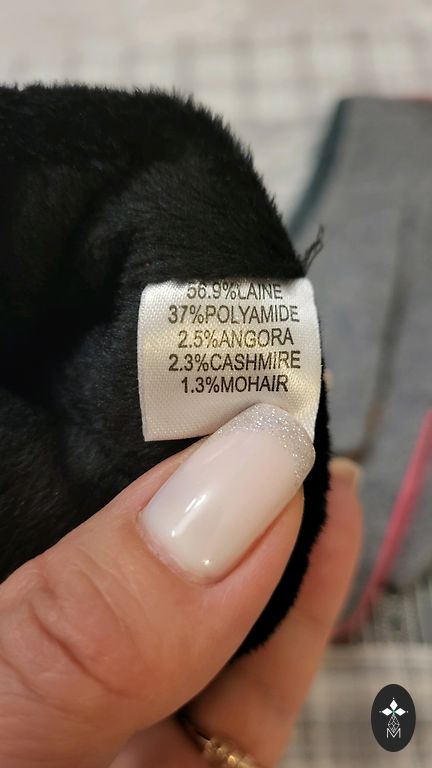 56.9%LAINE
37%POLYAMIDE
2.5%ANGORA
2.3%CASHMIRE
1.3%MOHAIR
M